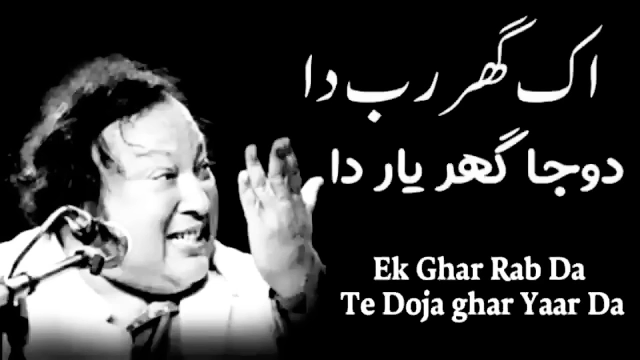 اک گھر رب دا
دوجا گھر یار دا
Ek Ghar Rab Da
Te Doja ghar Yaar Da